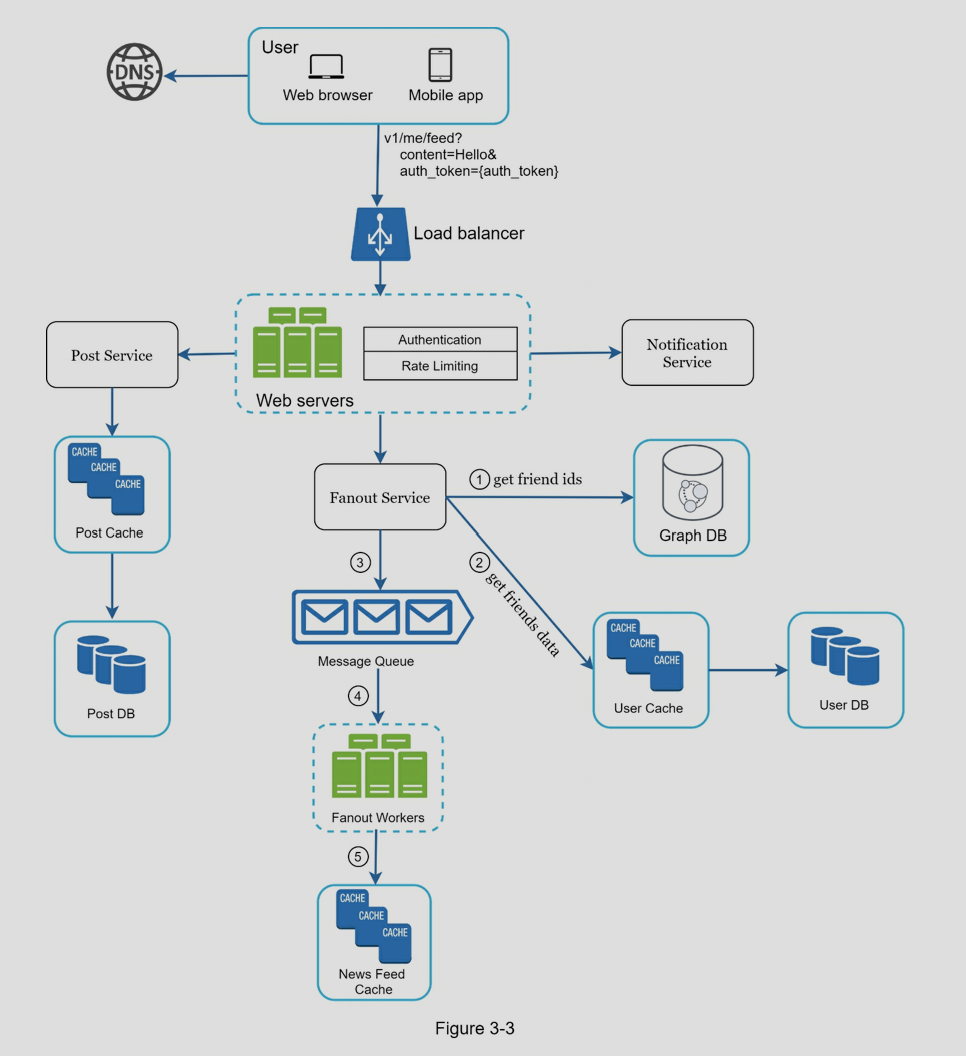 User
DNS
Web browser
Mobile app
v1/me/feed?
content=Hello&
auth_token={auth_token}
Load balancer
Authentication
Rate Limiting
Web servers
Post Service
Notification
Service
CACHE
CACHE
CACHE
Post Cache
Fanout Service
1 get friend ids
Graph DB
2 get friends data
3
Message Queue
CACHE
CACHE
CACHE
User Cache
User DB
Post DB
4
Fanout Workers
5
CACHE
CACHE
CACHE
News Feed
Cache
Figure 3-3